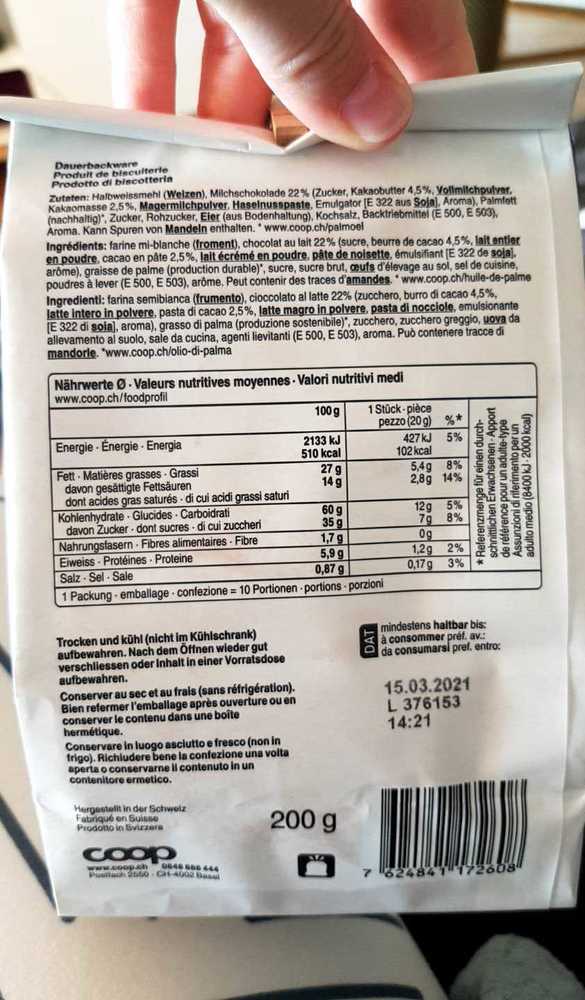 Dauerbackware
Produit de biscuiterie
Prodotto di biscotteria
Zutaten: Halbweissmehl (Weizen), Milchschokolade 22% (Zucker, Kakaobutter 4,5%, Vollmilchpulver,
Kakaomasse 2,5%, Magermilchpulver, Haselnusspaste, Emulgator [E 322 aus Soja], Aroma), Palmfett
(nachhaltig)*, Zucker, Rohzucker, Eier (aus Bodenhaltung), Kochsalz, Backtriebmittel (E 500, E 503),
Aroma. Kann Spuren von Mandeln enthalten. * www.coop.ch/palmoel
Ingrédients: farine mi-blanche (froment), chocolat au lait 22% (sucre, beurre de cacao 4,5%, lait entier
en poudre, cacao en pâte 2,5%, lait écrémé en poudre, pâte de noisette, émulsifiant [E 322 de soja],
arôme), graisse de palme (production durable)*, sucre, sucre brut, œufs d'élevage au sol, sel de cuisine,
poudres à lever (E 500, E 503), arôme. Peut contenir des traces d'amandes. * www.coop.ch/huile-de-palme
Ingredienti: farina semibianca (frumento), cioccolato al latte 22% (zucchero, burro di cacao 4,5%,
latte intero in polvere, pasta di cacao 2,5%, latte magro in polvere, pasta di nocciole, emulsionante
[E 322 di soia], aroma), grasso di palma (produzione sostenibile)*, zucchero, zucchero greggio, uova da
allevamento al suolo, sale da cucina, agenti lievitanti (E 500, E 503), aroma. Può contenere tracce di
mandorle. *www.coop.ch/olio-di-palma
Nährwerte Ø · Valeurs nutritives moyennes · Valori nutritivi medi
www.coop.ch/foodprofil
100 g 1 Stück · pièce
pezzo (20 g) %*
Energie · Énergie · Energia 2133 kJ 427 kJ 5%
510 kcal 102 kcal
Fett · Matières grasses · Grassi 27 g 5,4 g 8%
davon gesättigte Fettsäuren 14 g 2,8 g 14%
dont acides gras saturés · di cui acidi grassi saturi
Kohlenhydrate · Glucides · Carboidrati 60 g 12 g 5%
davon Zucker · dont sucres · di cui zuccheri 35 g 7 g 8%
Nahrungsfasern · Fibres alimentaires · Fibre 1,7 g 0 g
Eiweiss · Protéines · Proteine 5,9 g 1,2 g 2%
Salz · Sel · Sale 0,87 g 0,17 g 3%
1 Packung · emballage · confezione = 10 Portionen · portions · porzioni
* Referenzmenge für einen durch-
schnittlichen Erwachsenen · Apport
de référence pour un adulte-type
Assunzioni di riferimento per un
adulto medio (8400 kJ · 2000 kcal)
Trocken und kühl (nicht im Kühlschrank)
aufbewahren. Nach dem Öffnen wieder gut
verschliessen oder Inhalt in einer Vorratsdose
aufbewahren.
Conserver au sec et au frais (sans réfrigération).
Bien refermer l'emballage après ouverture ou en
conserver le contenu dans une boîte
hermétique.
Conservare in luogo asciutto e fresco (non in
frigo). Richiudere bene la confezione una volta
aperta o conservarne il contenuto in un
contenitore ermetico.
DAT
mindestens haltbar bis:
à consommer préf. av.:
da consumarsi pref. entro:
15.03.2021
L 376153
14:21
Hergestellt in der Schweiz
Fabriqué en Suisse
Prodotto in Svizzera
coop
www.coop.ch 0848 888 444
Postfach 2550 · CH-4002 Basel
200 g
7 624841 172608